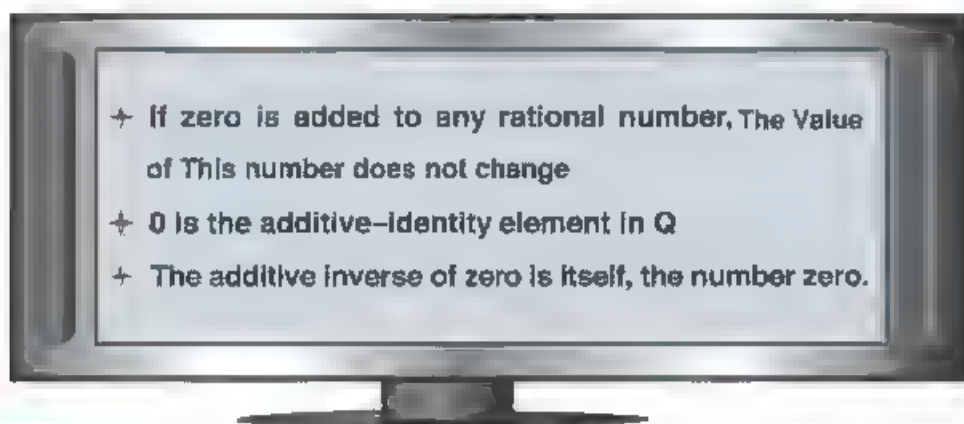 + If zero is added to any rational number, The Value
of This number does not change
+ 0 is the additive-identity element in Q
+ The additive inverse of zero is itself, the number zero.